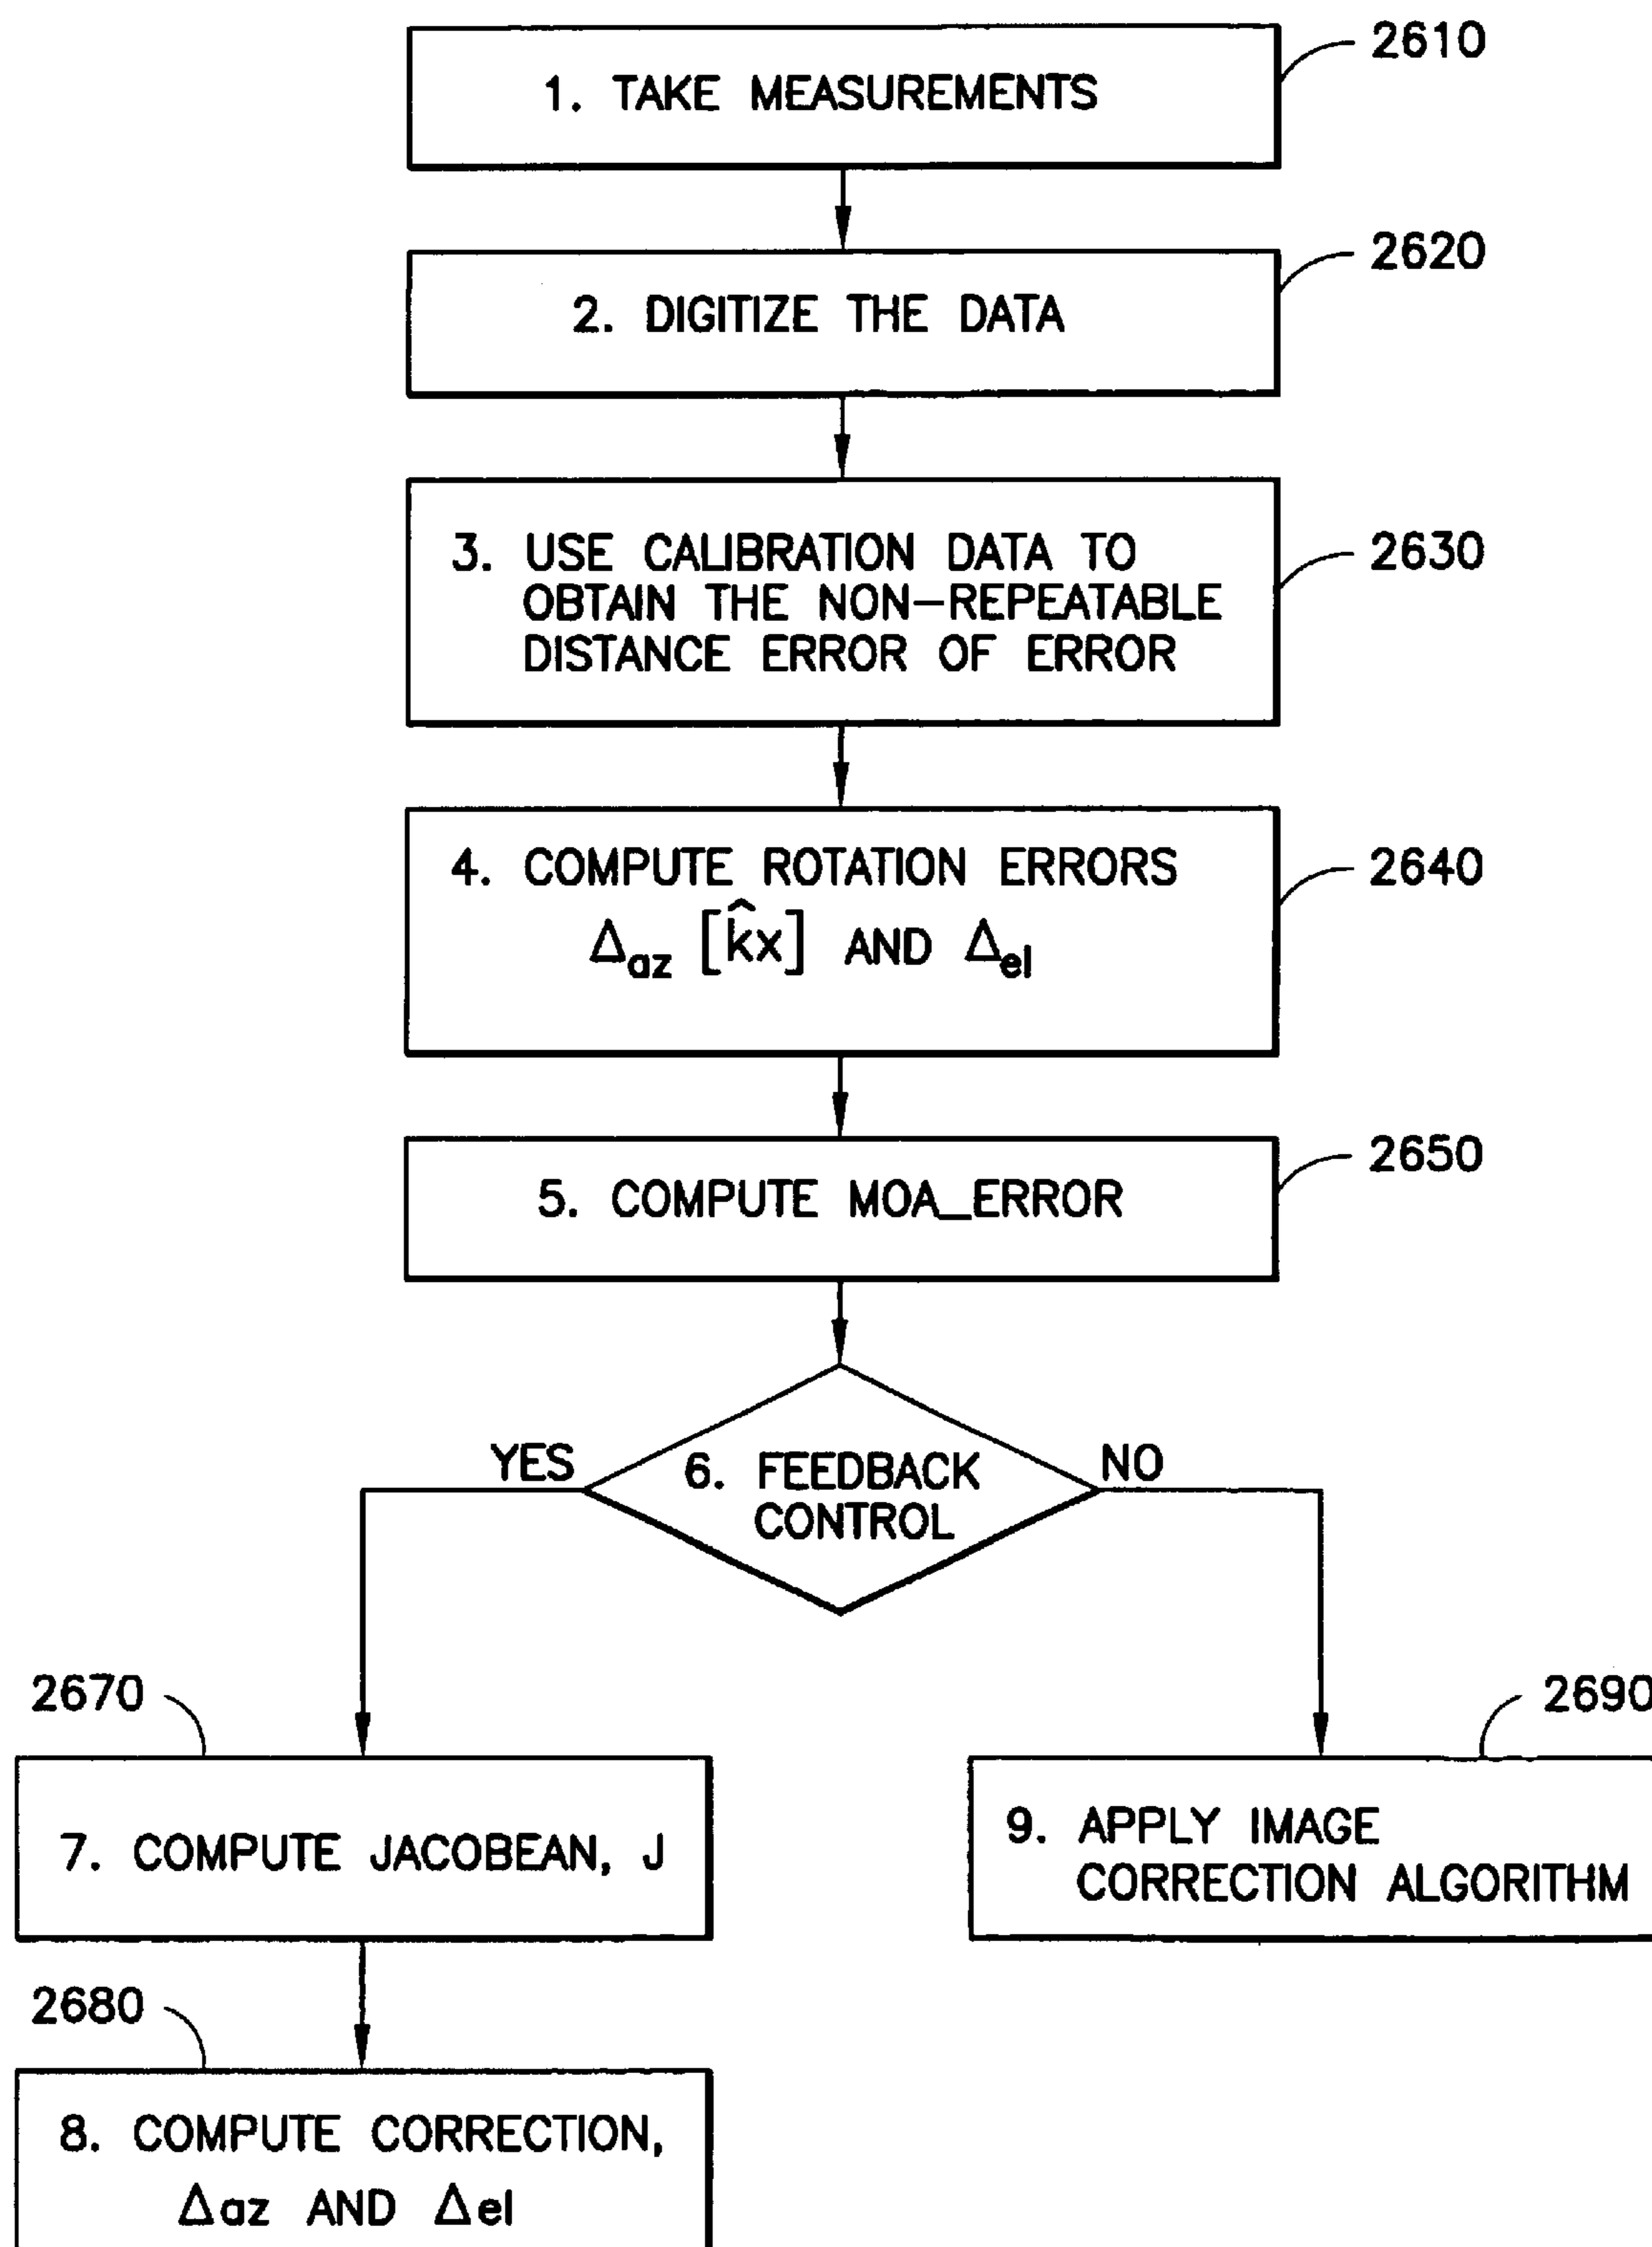 2610
1. TAKE MEASUREMENTS
2620
2. DIGITIZE THE DATA
2630
3. USE CALIBRATION DATA TO
OBTAIN THE NON-REPEATABLE
DISTANCE ERROR OF ERROR
2640
4. COMPUTE ROTATION ERRORS
Δaz [k̂x] AND Δel
2650
5. COMPUTE MOA_ERROR
YES
6. FEEDBACK
CONTROL
NO
2670
7. COMPUTE JACOBEAN, J
2690
9. APPLY IMAGE
CORRECTION ALGORITHM
2680
8. COMPUTE CORRECTION,
Δaz AND Δel